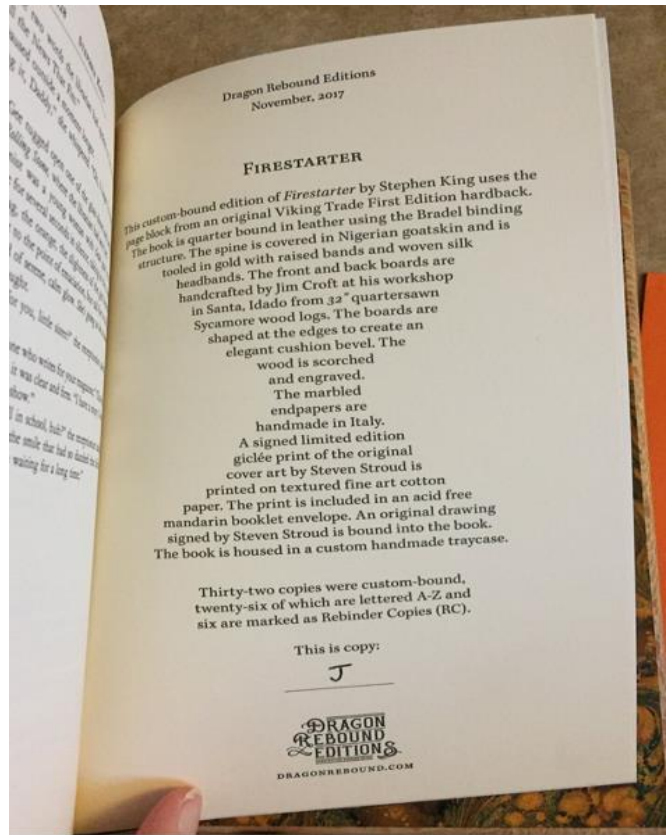 two words the
the News That Fits."
Dragon Rebound Editions
November, 2017
FIRESTARTER
This custom-bound edition of Firestarter by Stephen King uses the
page block from an original Viking Trade First Edition hardback.
The book is quarter bound in leather using the Bradel binding
structure. The spine is covered in Nigerian goatskin and is
tooled in gold with raised bands and woven silk
headbands. The front and back boards are
handcrafted by Jim Croft at his workshop
in Santa, Idado from 32" quartersawn
Sycamore wood logs. The boards are
shaped at the edges to create an
elegant cushion bevel. The
wood is scorched
and engraved.
The marbled
endpapers are
handmade in Italy.
A signed limited edition
giclée print of the original
cover art by Steven Stroud is
printed on textured fine art cotton
paper. The print is included in an acid free
mandarin booklet envelope. An original drawing
signed by Steven Stroud is bound into the book.
The book is housed in a custom handmade traycase.
Thirty-two copies were custom-bound,
twenty-six of which are lettered A-Z and
six are marked as Rebinder Copies (RC).
This is copy:
J
DRAGON
REBOUND
EDITIONS
DRAGONREBOUND.COM